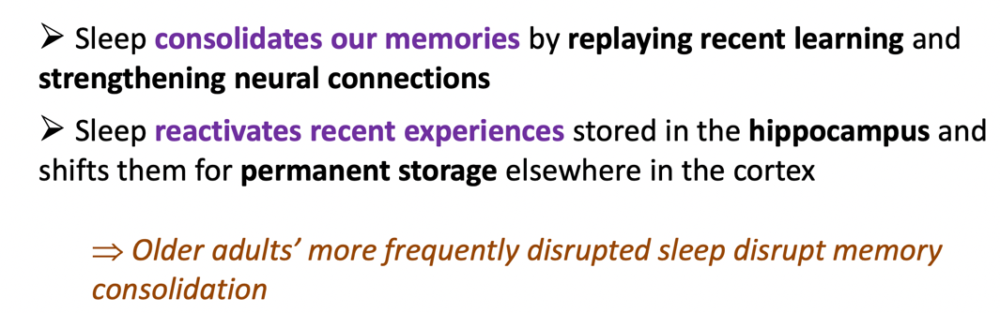 ➢ Sleep consolidates our memories by replaying recent learning and
strengthening neural connections
➢ Sleep reactivates recent experiences stored in the hippocampus and
shifts them for permanent storage elsewhere in the cortex
⇒ Older adults’ more frequently disrupted sleep disrupt memory
consolidation